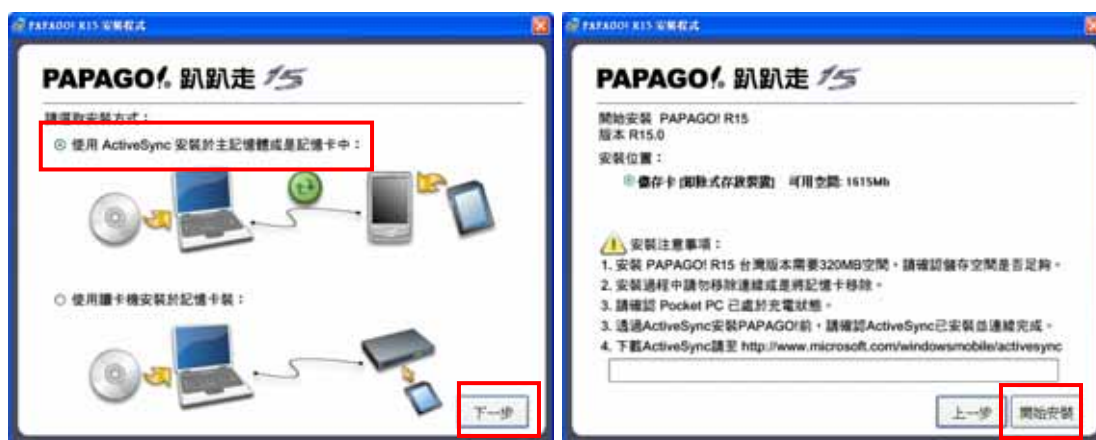 PAPAGO! R15 安裝程式
PAPAGO! 趴趴走 15
請選取安裝方式：
使用 ActiveSync 安裝於主記憶體或是記憶卡中：
使用讀卡機安裝於記憶卡裝：
下一步
PAPAGO! R15 安裝程式
PAPAGO! 趴趴走 15
開始安裝 PAPAGO! R15
版本 R15.0
安裝位置：
儲存卡 [卸除式存放裝置] 可用空間: 1615Mb
安裝注意事項：
1. 安裝 PAPAGO! R15 台灣版本需要320MB空間，請確認儲存空間是否足夠。
2. 安裝過程中請勿移除連線或是將記憶卡移除。
3. 請確認 Pocket PC 已處於充電狀態。
3. 透過ActiveSync安裝PAPAGO!前，請確認ActiveSync已安裝並連線完成。
4. 下載ActiveSync請至 http://www.microsoft.com/windowsmobile/activesync
上一步
開始安裝